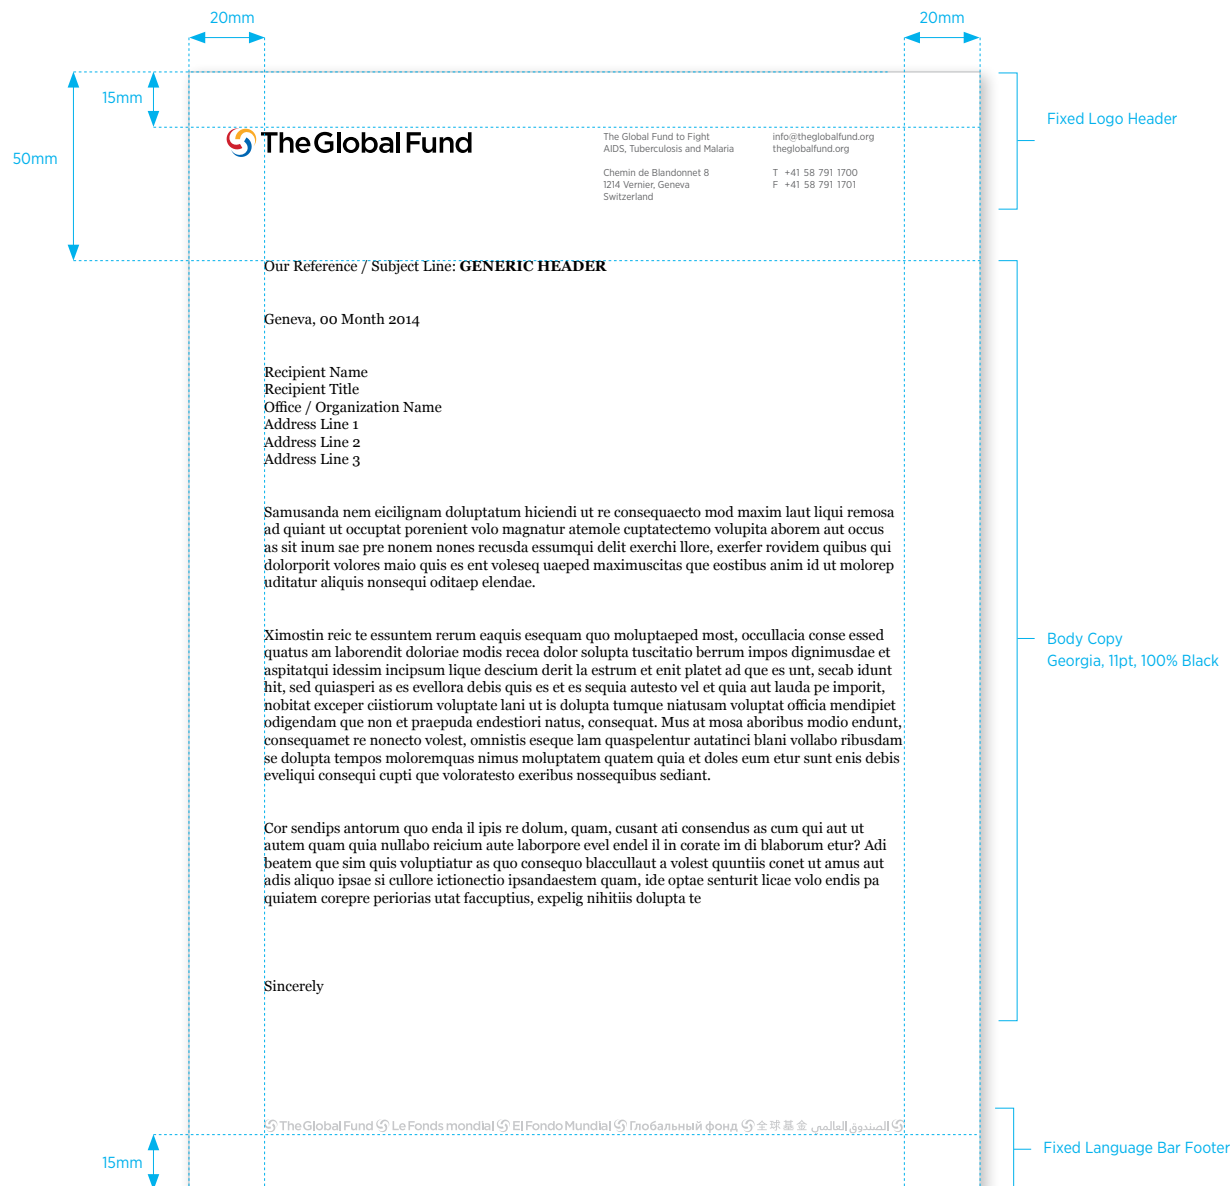 20mm
20mm
15mm
50mm
Fixed Logo Header
The Global Fund
The Global Fund to Fight
AIDS, Tuberculosis and Malaria
Chemin de Blandonnet 8
1214 Vernier, Geneva
Switzerland
info@theglobalfund.org
theglobalfund.org
T +41 58 791 1700
F +41 58 791 1701
Our Reference / Subject Line: GENERIC HEADER
Geneva, 00 Month 2014
Recipient Name
Recipient Title
Office / Organization Name
Address Line 1
Address Line 2
Address Line 3
Samusanda nem eicilignam doluptatum hiciendi ut re consequaecto mod maxim laut liqui remosa
ad quiant ut occuptat porenient volo magnatur atemole cuptatectemo volupita aborem aut occus
as sit inum sae pre nonem nones recusda essumqui delit exerchi llore, exerfer rovidem quibus qui
dolorporit volores maio quis es ent voleseq uaeped maximuscitas que eostibus anim id ut molorep
uditatur aliquis nonsequi oditaep elendae.
Ximostin reic te essuntem rerum eaquis esequam quo moluptaeped most, occullacia conse essed
quatus am laborendit doloriae modis recea dolor solupta tuscitatio berrum impos dignimusdae et
aspitatqui idessim incipsum lique descium derit la estrum et enit platet ad que es unt, secab idunt
hit, sed quiasperi as es evellora debis quis es et es sequia autesto vel et quia aut lauda pe imporit,
nobitat exceper ciistiorum voluptate lani ut is dolupta tumque niatusam voluptat officia mendipiet
odigendam que non et praepuda endestiori natus, consequat. Mus at mosa aboribus modio endunt,
consequamet re nonecto volest, omnistis eseque lam quaspelentur autatinci blani vollabo ribusdam
se dolupta tempos moloremquas nimus moluptatem quatem quia et doles eum etur sunt enis debis
eveliqui consequi cupti que voloratesto exeribus nossequibus sediant.
Body Copy
Georgia, 11pt, 100% Black
Cor sendips antorum quo enda il ipis re dolum, quam, cusant ati consendus as cum qui aut ut
autem quam quia nullabo reicium aute laborpore evel endel il in corate im di blaborum etur? Adi
beatem que sim quis voluptiatur as quo consequo blaccullaut a volest quuntiis conet ut amus aut
adis aliquo ipsae si cullore ictionectio ipsandaestem quam, ide optae senturit licae volo endis pa
quiatem corepre periorias utat faccuptius, expelig nihitiis dolupta te
Sincerely
The Global Fund Le Fonds mondial El Fondo Mundial Глобальный фонд 全球基金 الصندوق العالمي
15mm
Fixed Language Bar Footer